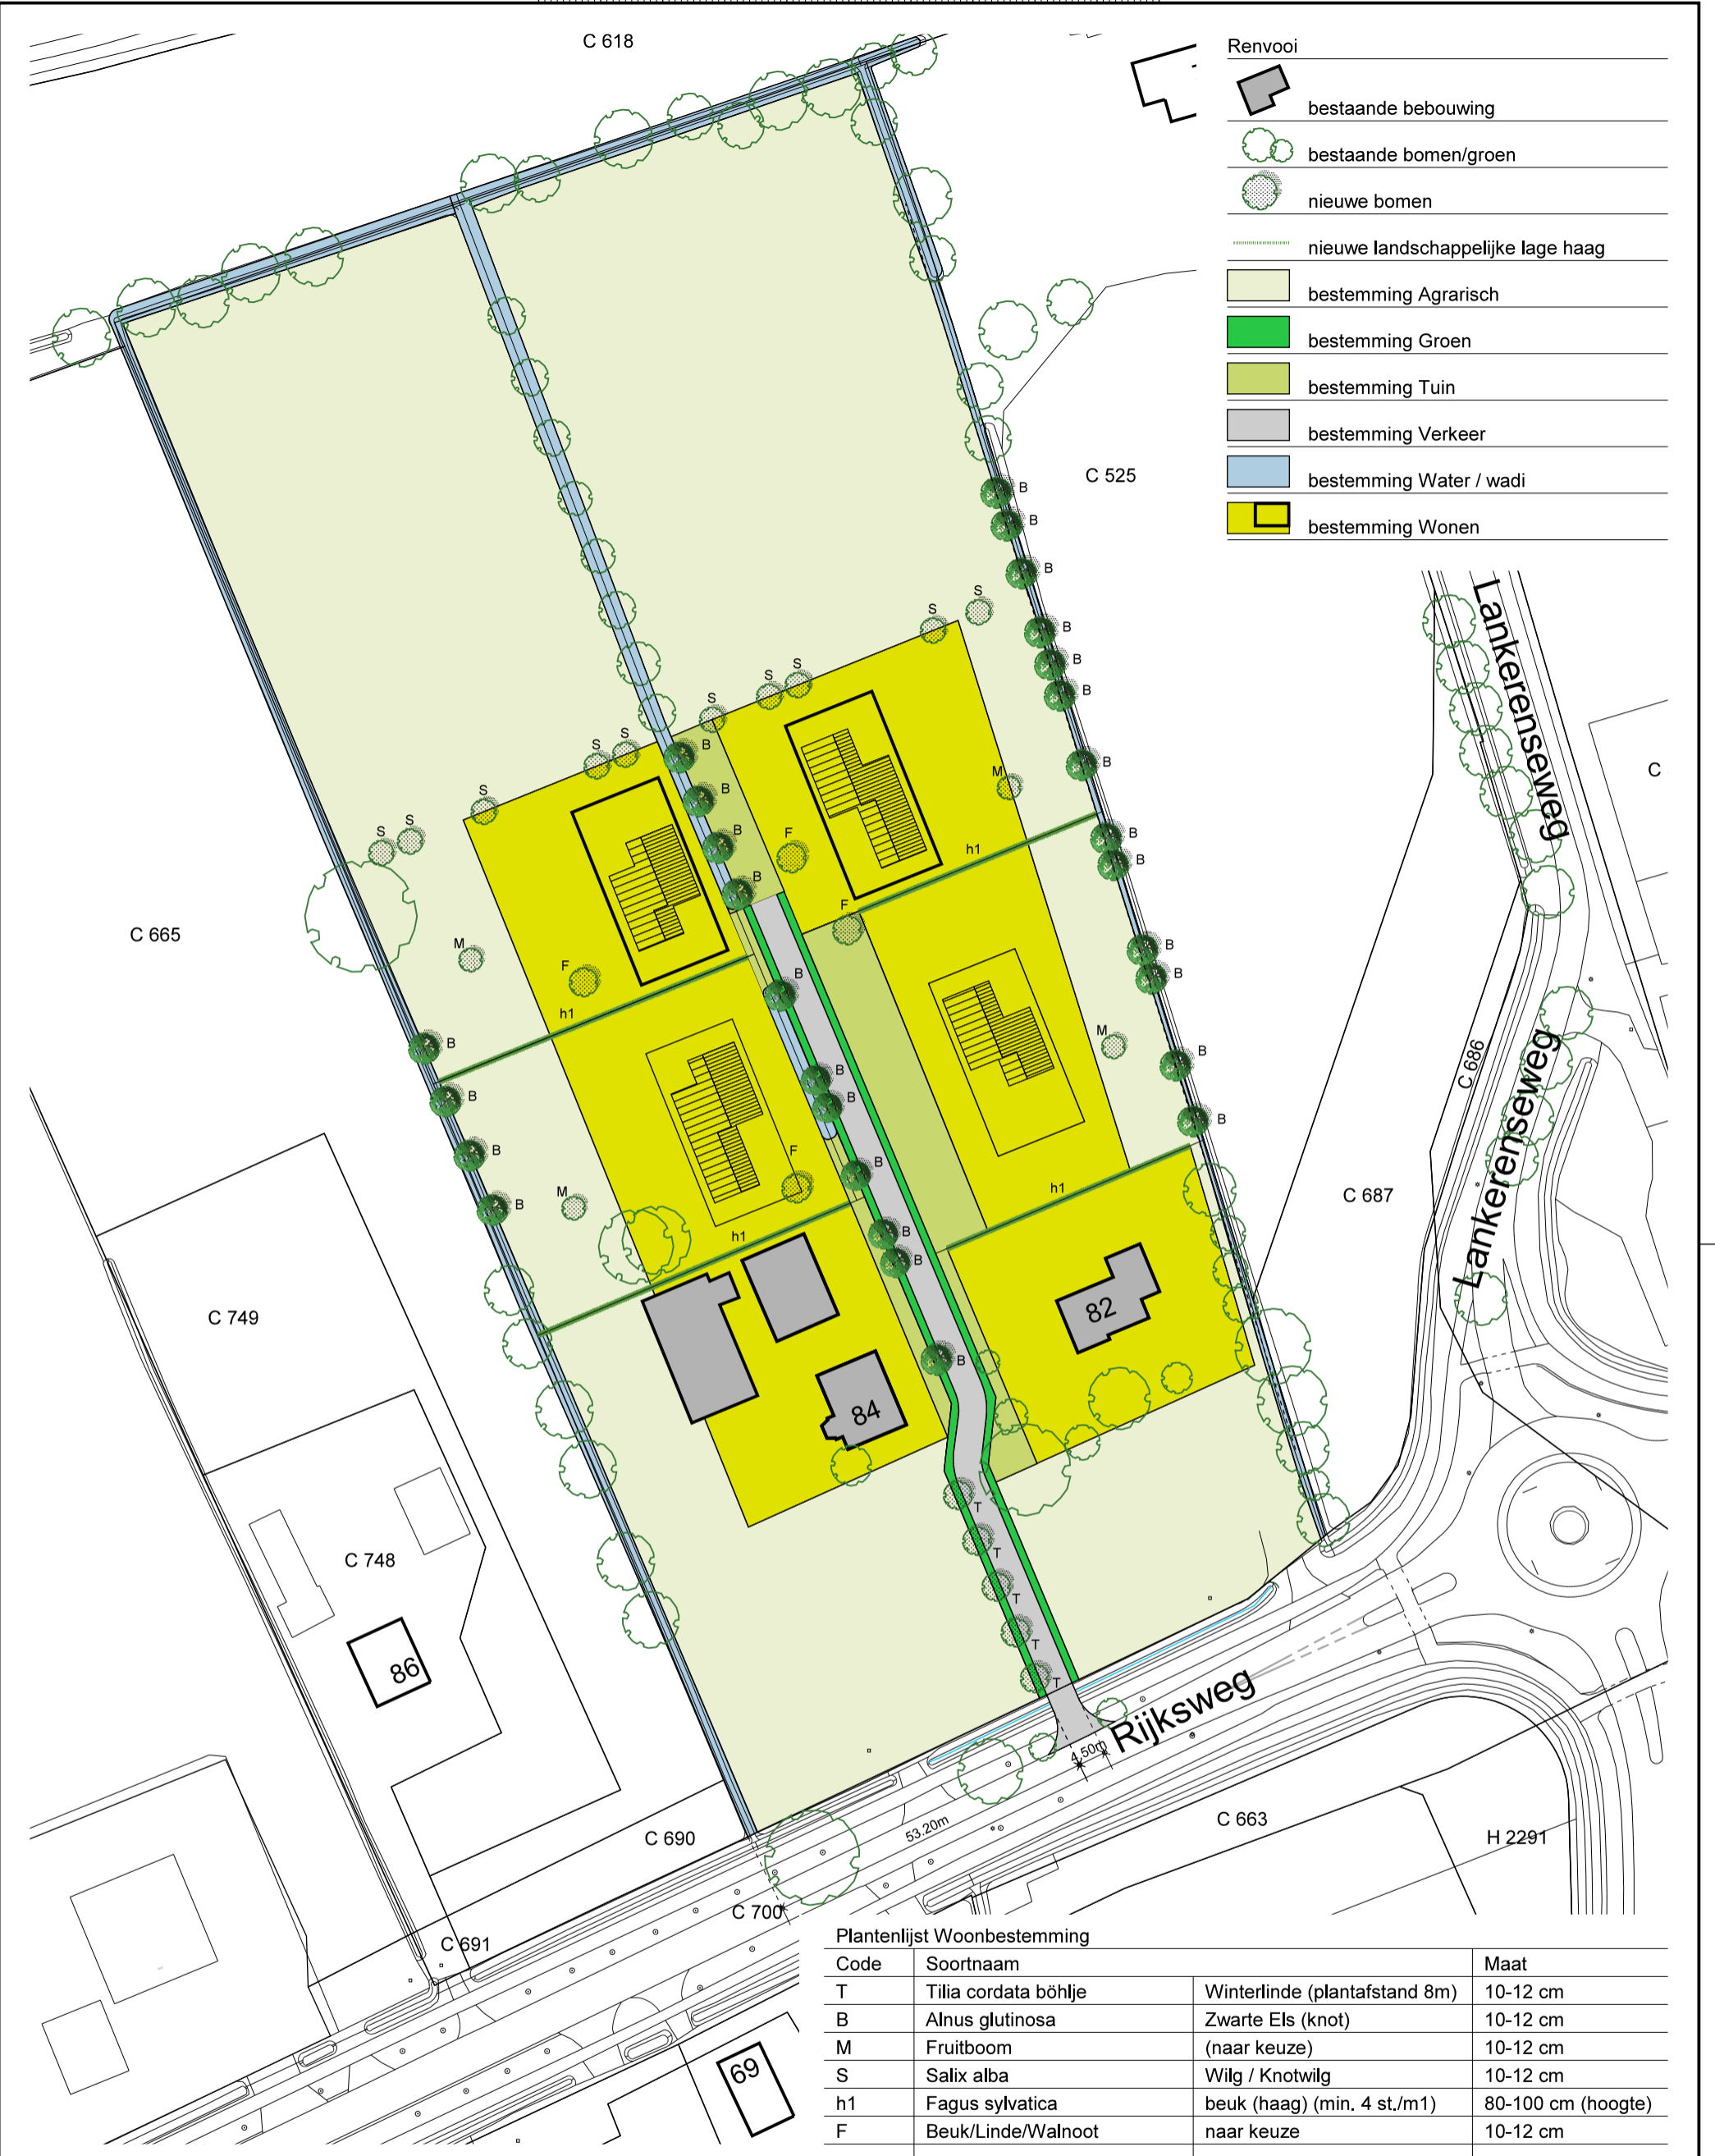 C 618
Renvooi
bestaande bebouwing
bestaande bomen/groen
nieuwe bomen
nieuwe landschappelijke lage haag
bestemming Agrarisch
bestemming Groen
bestemming Tuin
bestemming Verkeer
bestemming Water / wadi
bestemming Wonen
C 525
B
B
B
B
B
B
B
B
B
B
B
B
B
S
S
S
S
S
S
S
S
S
S
M
F
h1
F
B
B
B
B
C 665
M
F
h1
M
B
B
B
B
M
F
h1
h1
B
B
B
B
B
B
B
82
84
T
T
T
T
T
Lankerenseweg
Lankerenseweg
C
C 686
C 687
C 749
C 748
86
Rijksweg
4.50m
53.20m
C 690
C 663
H 2291
C 700
C 691
69
Plantenlijst Woonbestemming
Code Soortnaam Maat
T Tilia cordata böhlje Winterlinde (plantafstand 8m) 10-12 cm
B Alnus glutinosa Zwarte Els (knot) 10-12 cm
M Fruitboom (naar keuze) 10-12 cm
S Salix alba Wilg / Knotwilg 10-12 cm
h1 Fagus sylvatica beuk (haag) (min. 4 st./m1) 80-100 cm (hoogte)
F Beuk/Linde/Walnoot naar keuze 10-12 cm